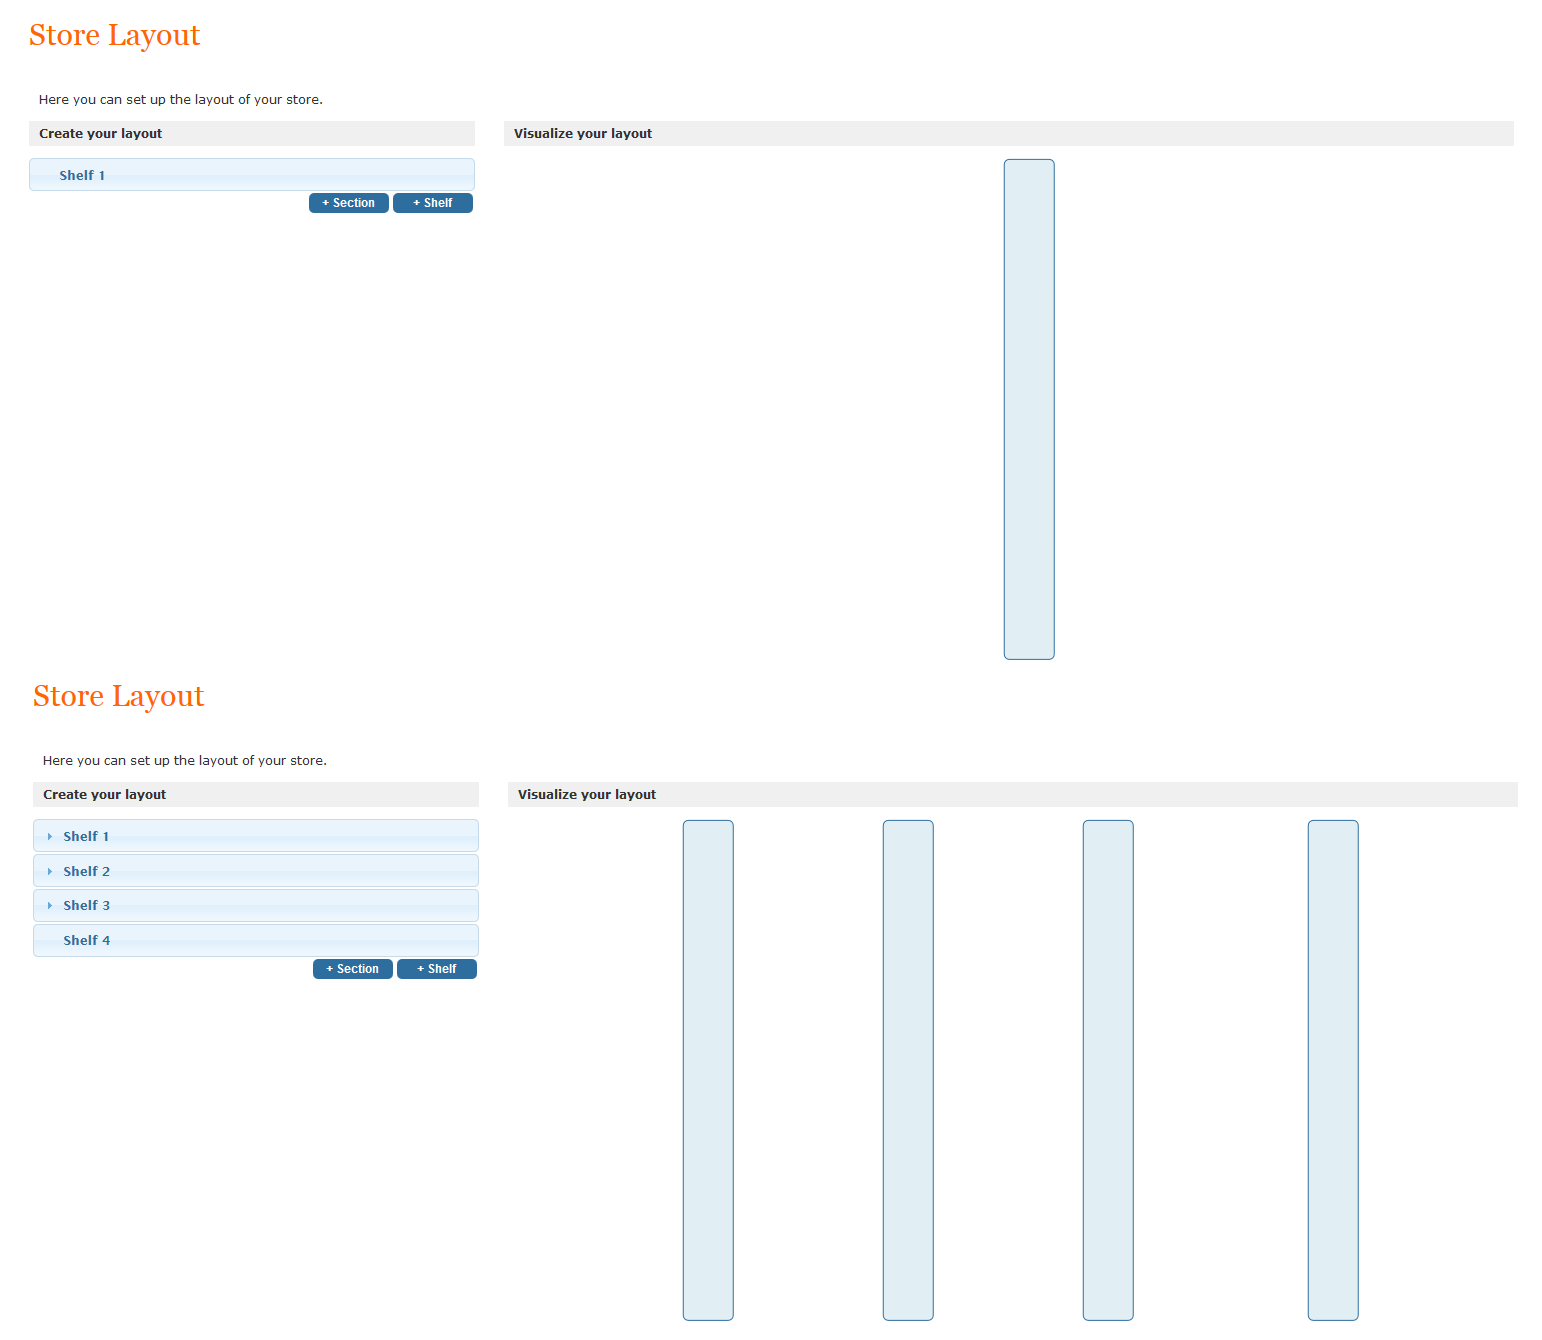 Store Layout
Here you can set up the layout of your store.
Create your layout
Visualize your layout
Shelf 1
+ Section
+ Shelf
Store Layout
Here you can set up the layout of your store.
Create your layout
Visualize your layout
Shelf 1
Shelf 2
Shelf 3
Shelf 4
+ Section
+ Shelf